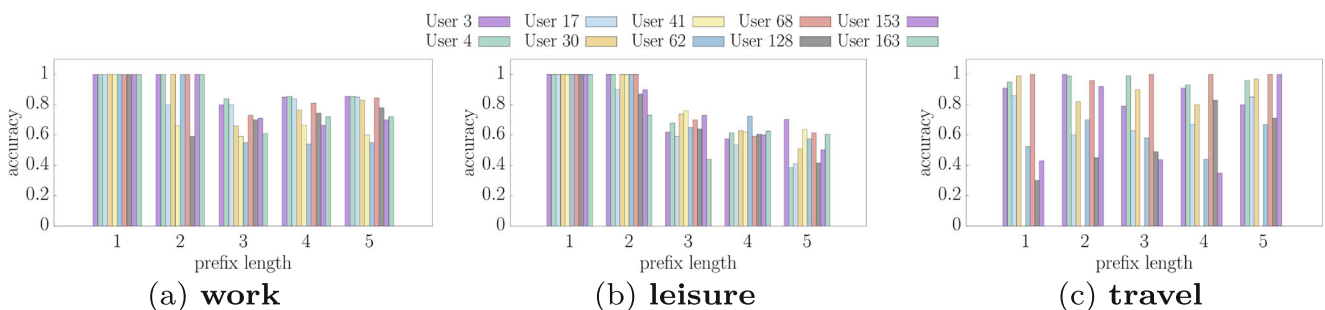 User 3 User 17 User 41 User 68 User 153
User 4 User 30 User 62 User 128 User 163
accuracy
1
0.8
0.6
0.4
0.2
0
1 2 3 4 5
prefix length
(a) work
accuracy
1
0.8
0.6
0.4
0.2
0
1 2 3 4 5
prefix length
(b) leisure
accuracy
1
0.8
0.6
0.4
0.2
0
1 2 3 4 5
prefix length
(c) travel